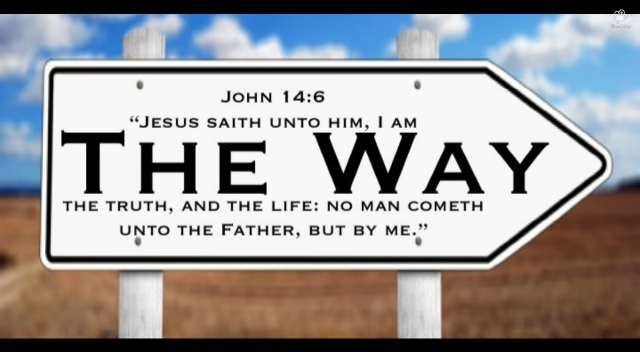 John 14:6
“Jesus saith unto him, I am
The Way
the truth, and the life: no man cometh
unto the Father, but by me.”